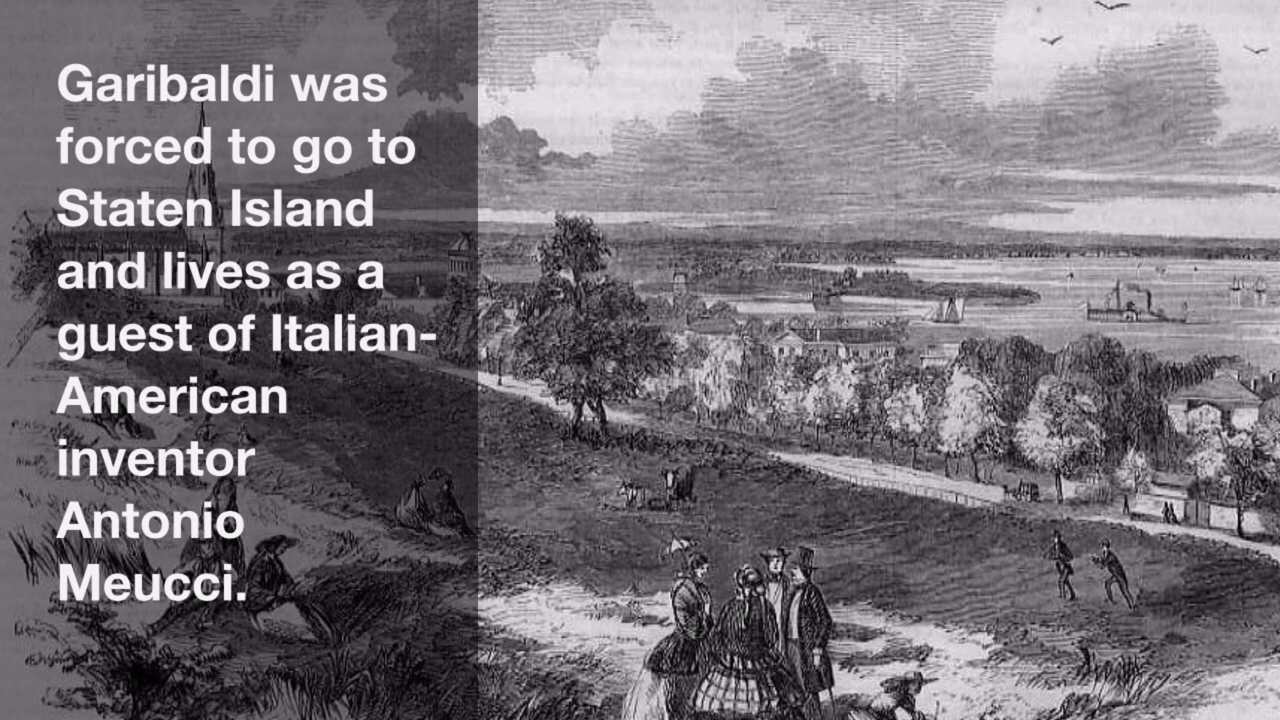 Garibaldi was
forced to go to
Staten Island
and lives as a
guest of Italian-
American
inventor
Antonio
Meucci.